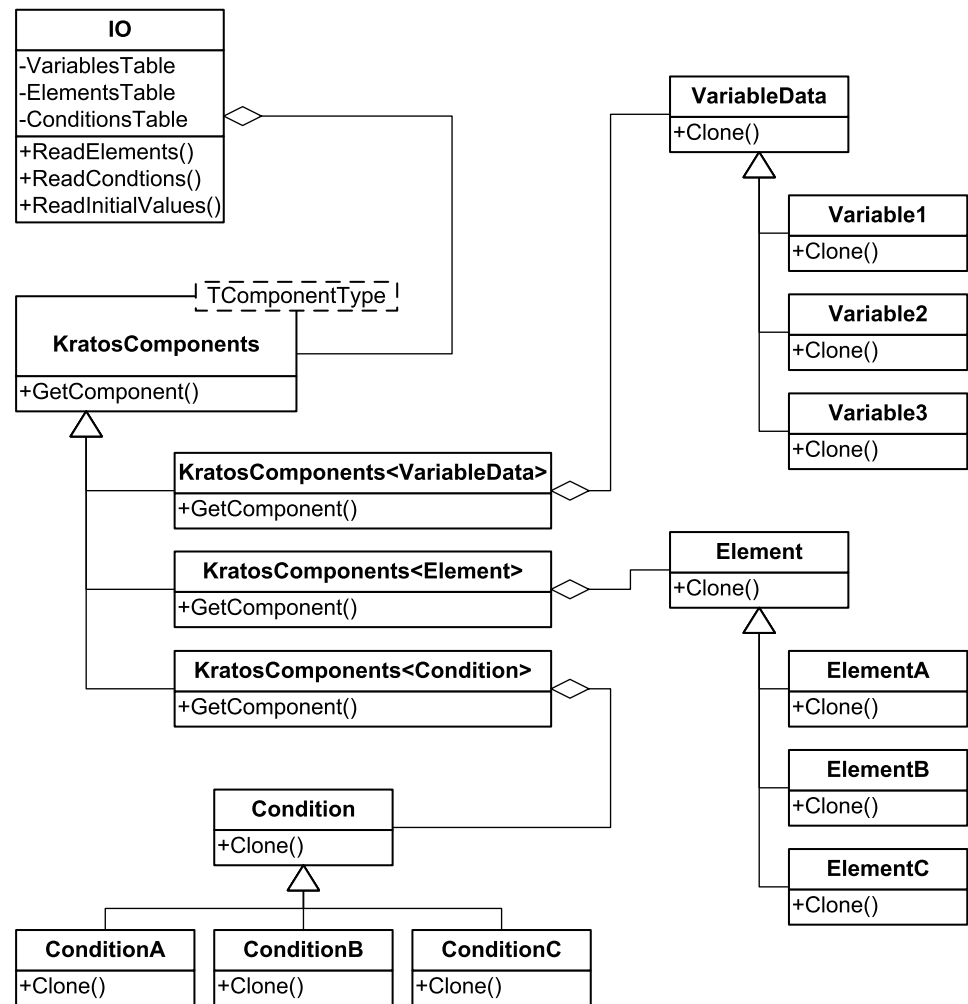 IO
-VariablesTable
-ElementsTable
-ConditionsTable
+ReadElements()
+ReadCondtions()
+ReadInitialValues()
VariableData
+Clone()
Variable1
+Clone()
Variable2
+Clone()
Variable3
+Clone()
TComponentType
KratosComponents
+GetComponent()
KratosComponents<VariableData>
+GetComponent()
KratosComponents<Element>
+GetComponent()
KratosComponents<Condition>
+GetComponent()
Element
+Clone()
ElementA
+Clone()
ElementB
+Clone()
ElementC
+Clone()
Condition
+Clone()
ConditionA
+Clone()
ConditionB
+Clone()
ConditionC
+Clone()